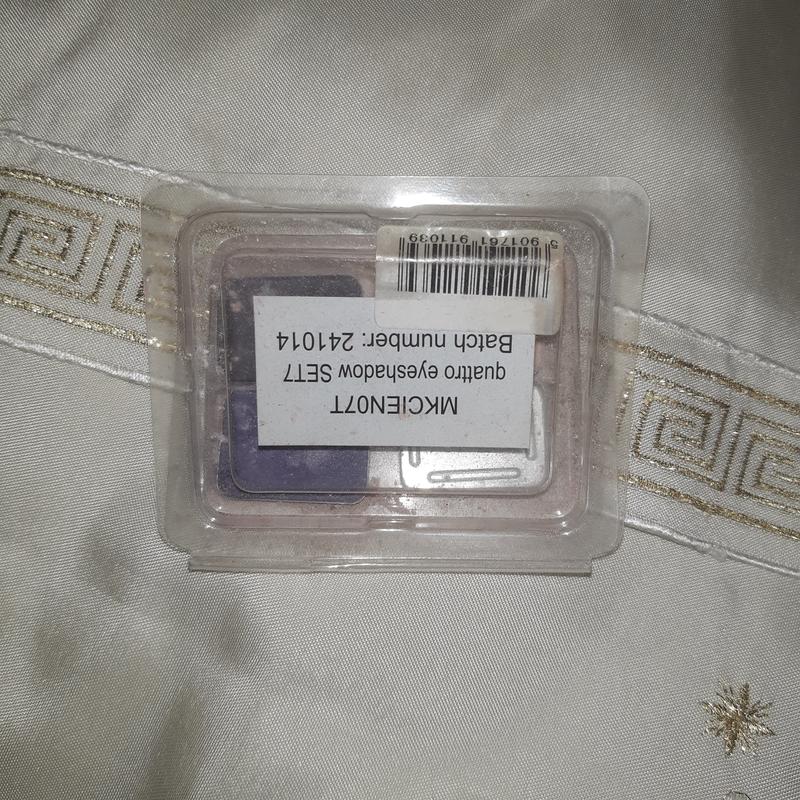 MKCIEN07T
quattro eyeshadow SET7
Batch number: 241014
5 901761 911039